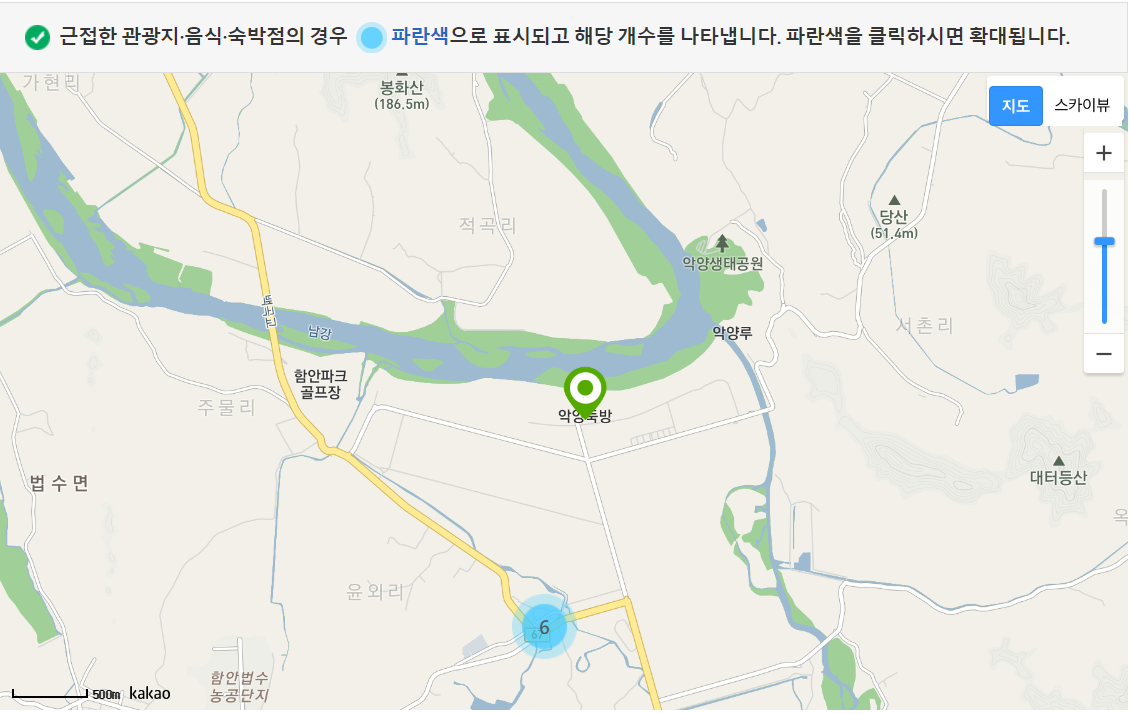 근접한 관광지·음식·숙박점의 경우 파란색으로 표시되고 해당 개수를 나타냅니다. 파란색을 클릭하시면 확대됩니다.
가현리
봉화산
(186.5m)
지도 스카이뷰
+
당산
(51.4m)
적곡리
악양생태공원
백곡교
남강
악양루
서촌리
함안파크
골프장
주물리
악양둑방
법수면
대터등산
옥
윤외리
6
67
함안법수
농공단지
500m kakao